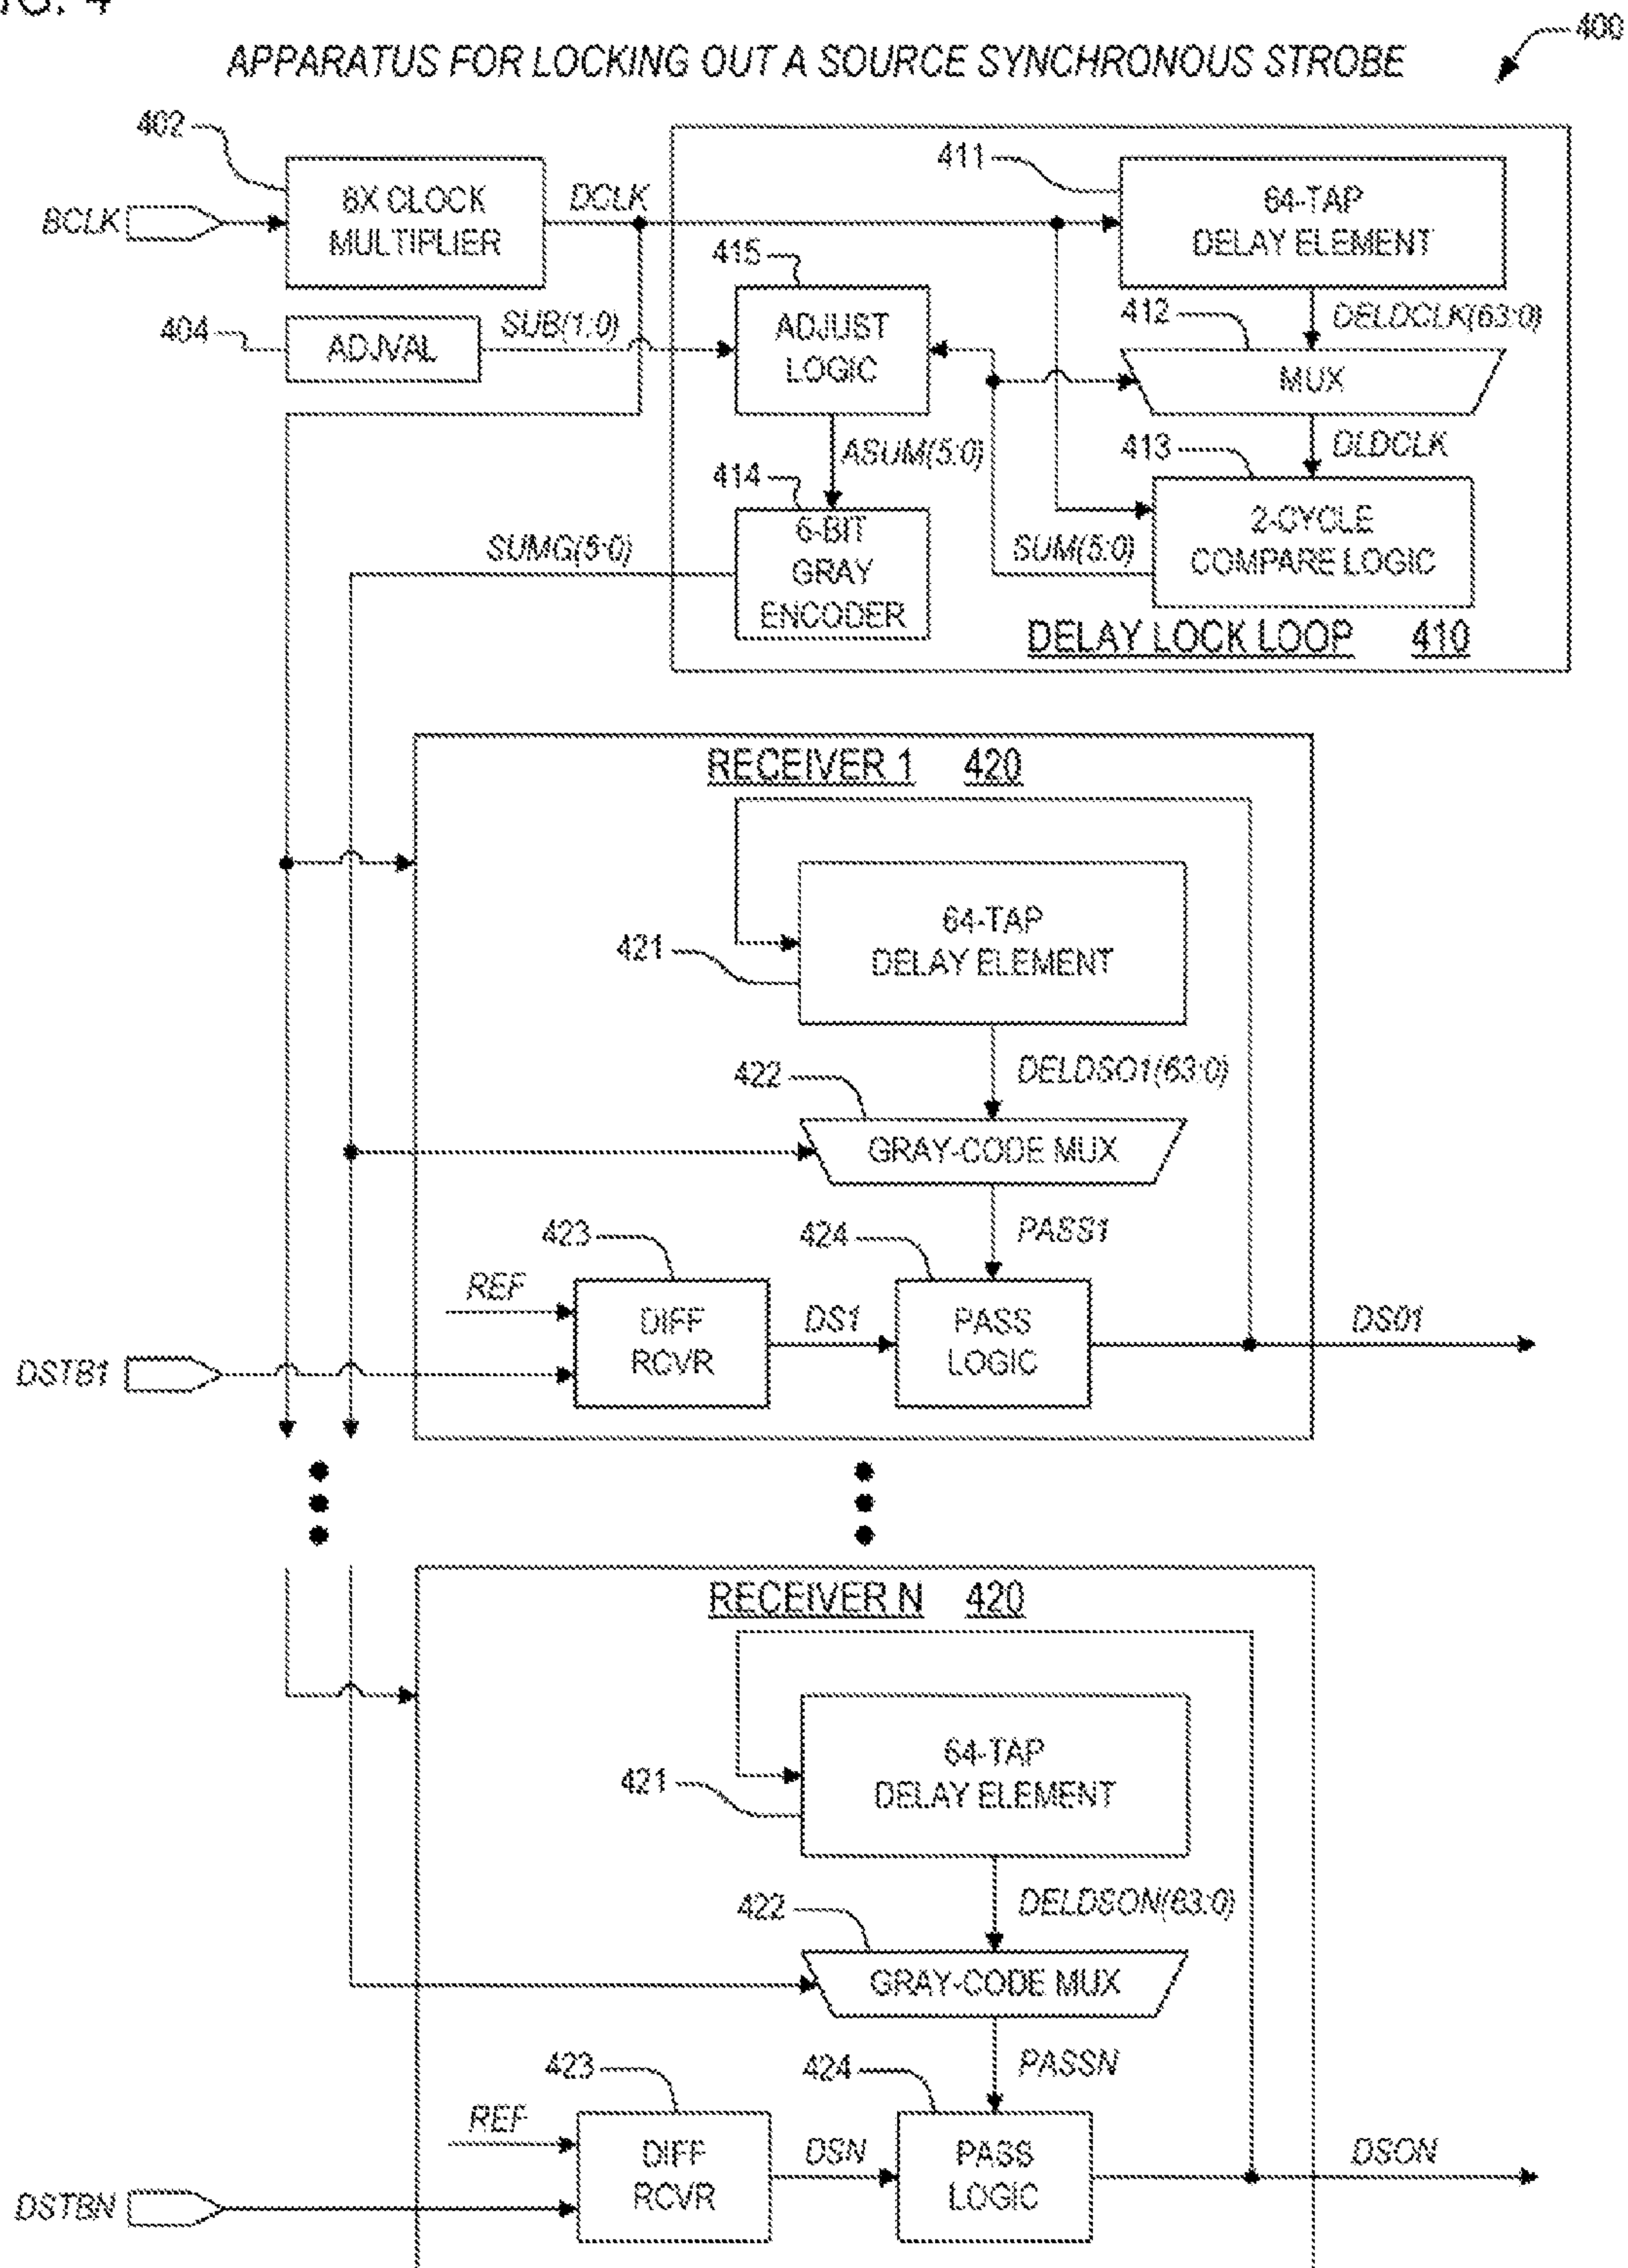 FIG. 4
APPARATUS FOR LOCKING OUT A SOURCE SYNCHRONOUS STROBE
400
402
411
BCLK
CLOCK
MULTIPLIER
DCLK
64-TAP
DELAY ELEMENT
415
404
ADJVAL
SUB(1:0)
ADJUST
LOGIC
412
DELDCLK(63:0)
MUX
ASUM(5:0)
413
DLDCLK
414
SUMG(5:0)
6-BIT
GRAY
ENCODER
SUM(5:0)
2-CYCLE
COMPARE LOGIC
DELAY LOCK LOOP 410
RECEIVER 1 420
64-TAP
DELAY ELEMENT
421
DELDSO1(63:0)
422
GRAY-CODE MUX
PASS1
423
424
REF
DIFF
RCVR
DS1
PASS
LOGIC
DS01
DSTB1
RECEIVER N 420
64-TAP
DELAY ELEMENT
421
DELDSON(63:0)
422
GRAY-CODE MUX
PASSN
423
424
REF
DIFF
RCVR
DSN
PASS
LOGIC
DSON
DSTBN